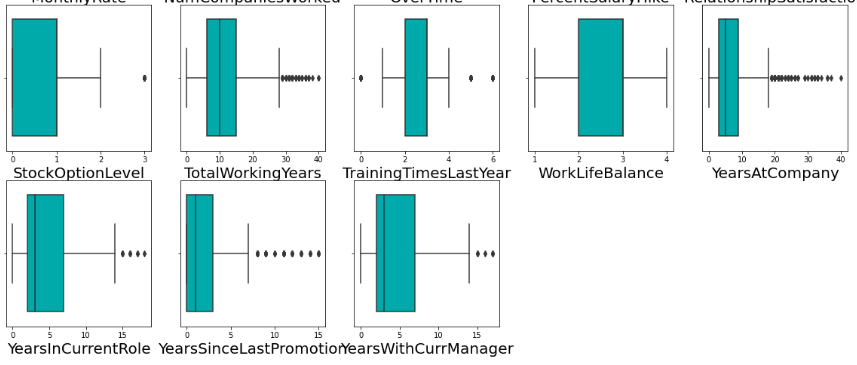 MonthlyRate NumCompaniesWorked OverTime PercentSalaryHike RelationshipSatisfactio
0 1 2 3 0 10 20 30 40 0 2 4 6 1 2 3 4 0 10 20 30 40
StockOptionLevel TotalWorkingYears TrainingTimesLastYear WorkLifeBalance YearsAtCompany
0 5 10 15 0 5 10 15 0 5 10 15
YearsInCurrentRole YearsSinceLastPromotion YearsWithCurrManager